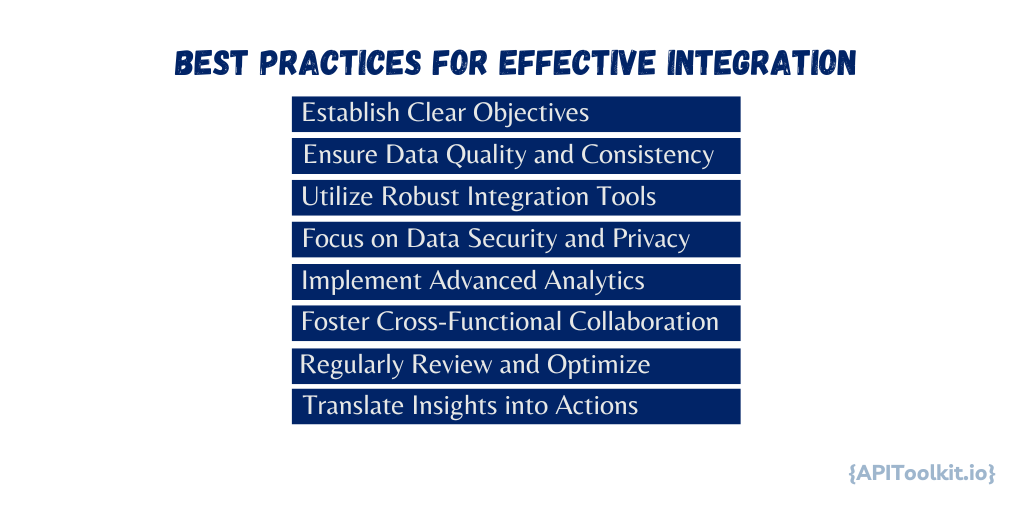 BEST PRACTICES FOR EFFECTIVE INTEGRATION
Establish Clear Objectives
Ensure Data Quality and Consistency
Utilize Robust Integration Tools
Focus on Data Security and Privacy
Implement Advanced Analytics
Foster Cross-Functional Collaboration
Regularly Review and Optimize
Translate Insights into Actions
{APIToolkit.io}